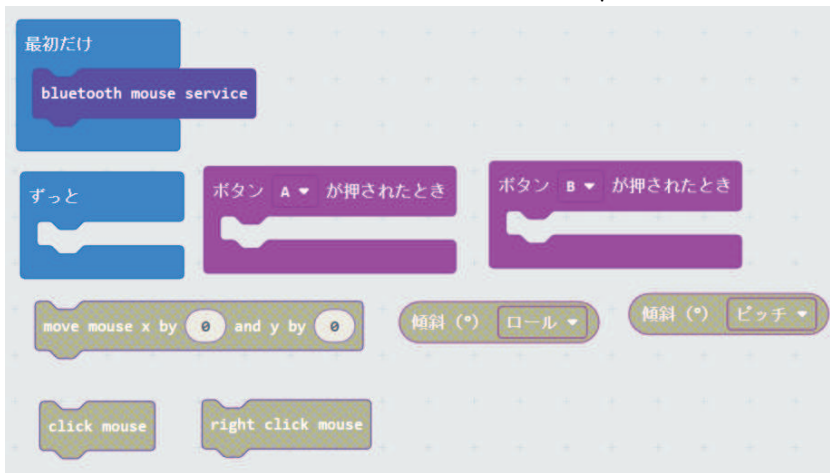 最初だけ
bluetooth mouse service
ずっと
ボタン A が押されたとき
ボタン B が押されたとき
move mouse x by 0 and y by 0
傾斜 (°) ロール
傾斜 (°) ピッチ
click mouse
right click mouse